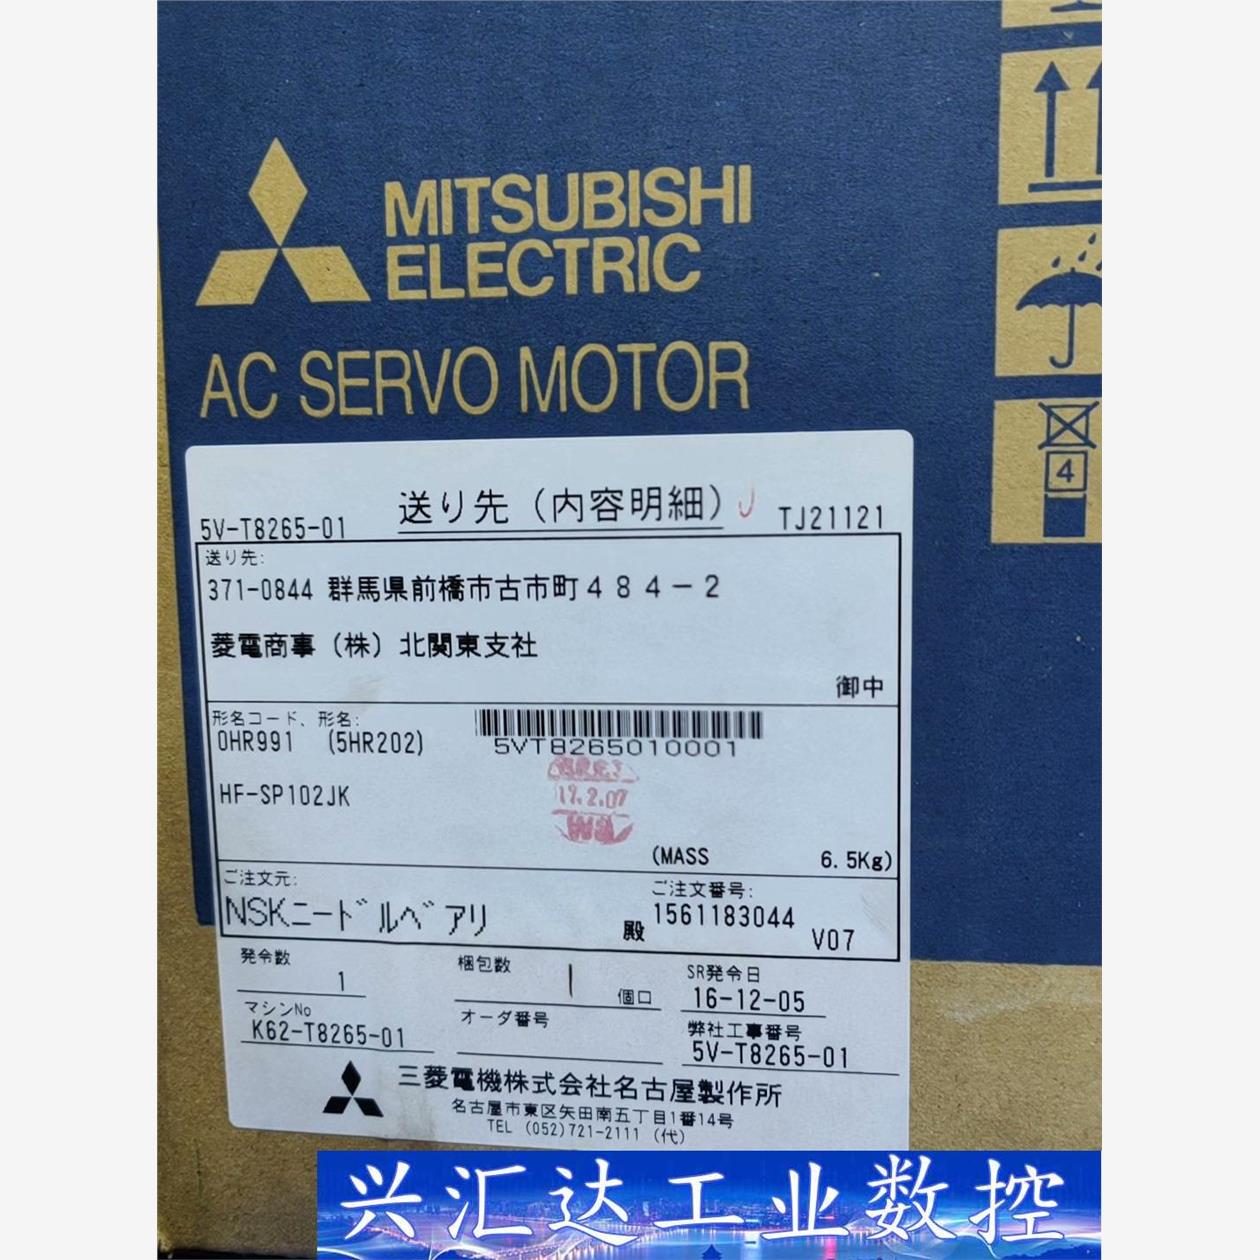 MITSUBISHI
ELECTRIC
AC SERVO MOTOR
4
5V-T8265-01 送り先(内容明細) TJ21121
送り先:
371-0844 群馬県前橋市古市町484-2
菱電商事(株)北関東支社
御中
形名コード、形名:
0HR991 (5HR202)
5VT8265010001
HF-SP102JK
17.2.07
(MASS 6.5Kg)
ご注文元:
ご注文番号:
NSKニードルベアリ 殿 1561183044 V07
発令数 1
梱包数 1 個口
SR発令日
16-12-05
マシンNo
K62-T8265-01
オーダ番号
弊社工事番号
5V-T8265-01
三菱電機株式会社名古屋製作所
名古屋市東区矢田南五丁目1番14号
TEL (052)721-2111 (代)
兴汇达工业数控